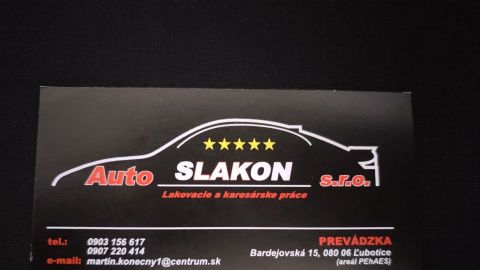 Auto SLAKON s.r.o.
Lakovacie a karosárske práce
tel.: 0903 156 617
0907 220 414
e-mail: martin.konecny1@centrum.sk
PREVÁDZKA
Bardejovská 15, 080 06 Ľubotice
(areál PEhAES)